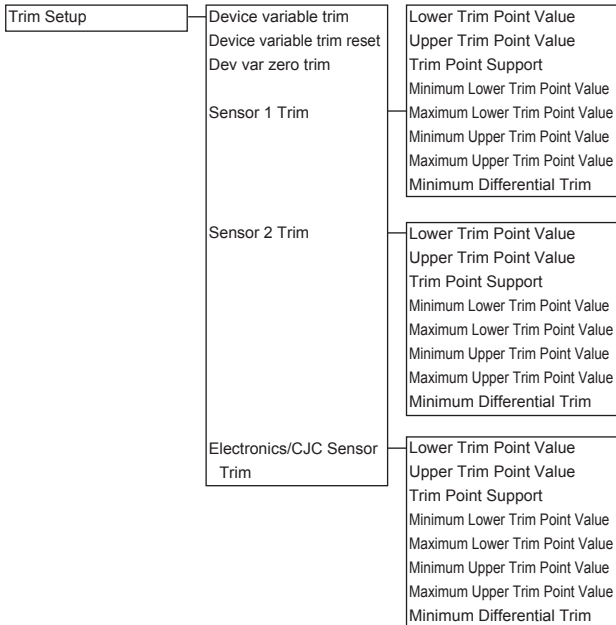 Trim Setup
Device variable trim
Device variable trim reset
Dev var zero trim
Sensor 1 Trim
Sensor 2 Trim
Electronics/CJC Sensor
Trim
Lower Trim Point Value
Upper Trim Point Value
Trim Point Support
Minimum Lower Trim Point Value
Maximum Lower Trim Point Value
Minimum Upper Trim Point Value
Maximum Upper Trim Point Value
Minimum Differential Trim
Lower Trim Point Value
Upper Trim Point Value
Trim Point Support
Minimum Lower Trim Point Value
Maximum Lower Trim Point Value
Minimum Upper Trim Point Value
Maximum Upper Trim Point Value
Minimum Differential Trim
Lower Trim Point Value
Upper Trim Point Value
Trim Point Support
Minimum Lower Trim Point Value
Maximum Lower Trim Point Value
Minimum Upper Trim Point Value
Maximum Upper Trim Point Value
Minimum Differential Trim